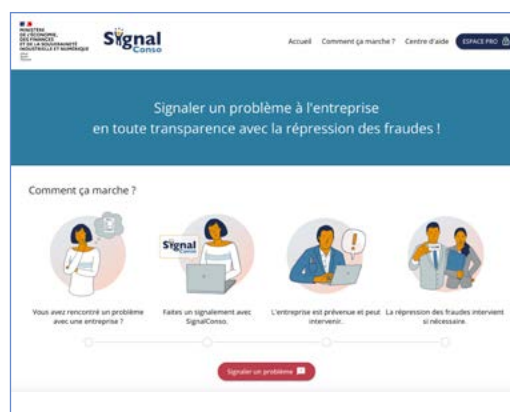 MINISTÈRE
DE L'ÉCONOMIE,
DES FINANCES
ET DE LA SOUVERAINETÉ
INDUSTRIELLE ET NUMÉRIQUE
Signal
Conso
Accueil Comment ça marche ? Centre d'aide ESPACE PRO
Signaler un problème à l'entreprise
en toute transparence avec la répression des fraudes !
Comment ça marche ?
Signal
Conso
Vous avez rencontré un problème
avec une entreprise ?
Faites un signalement avec
SignalConso.
L'entreprise est prévenue et peut
intervenir.
La répression des fraudes intervient
si nécessaire.
Signaler un problème